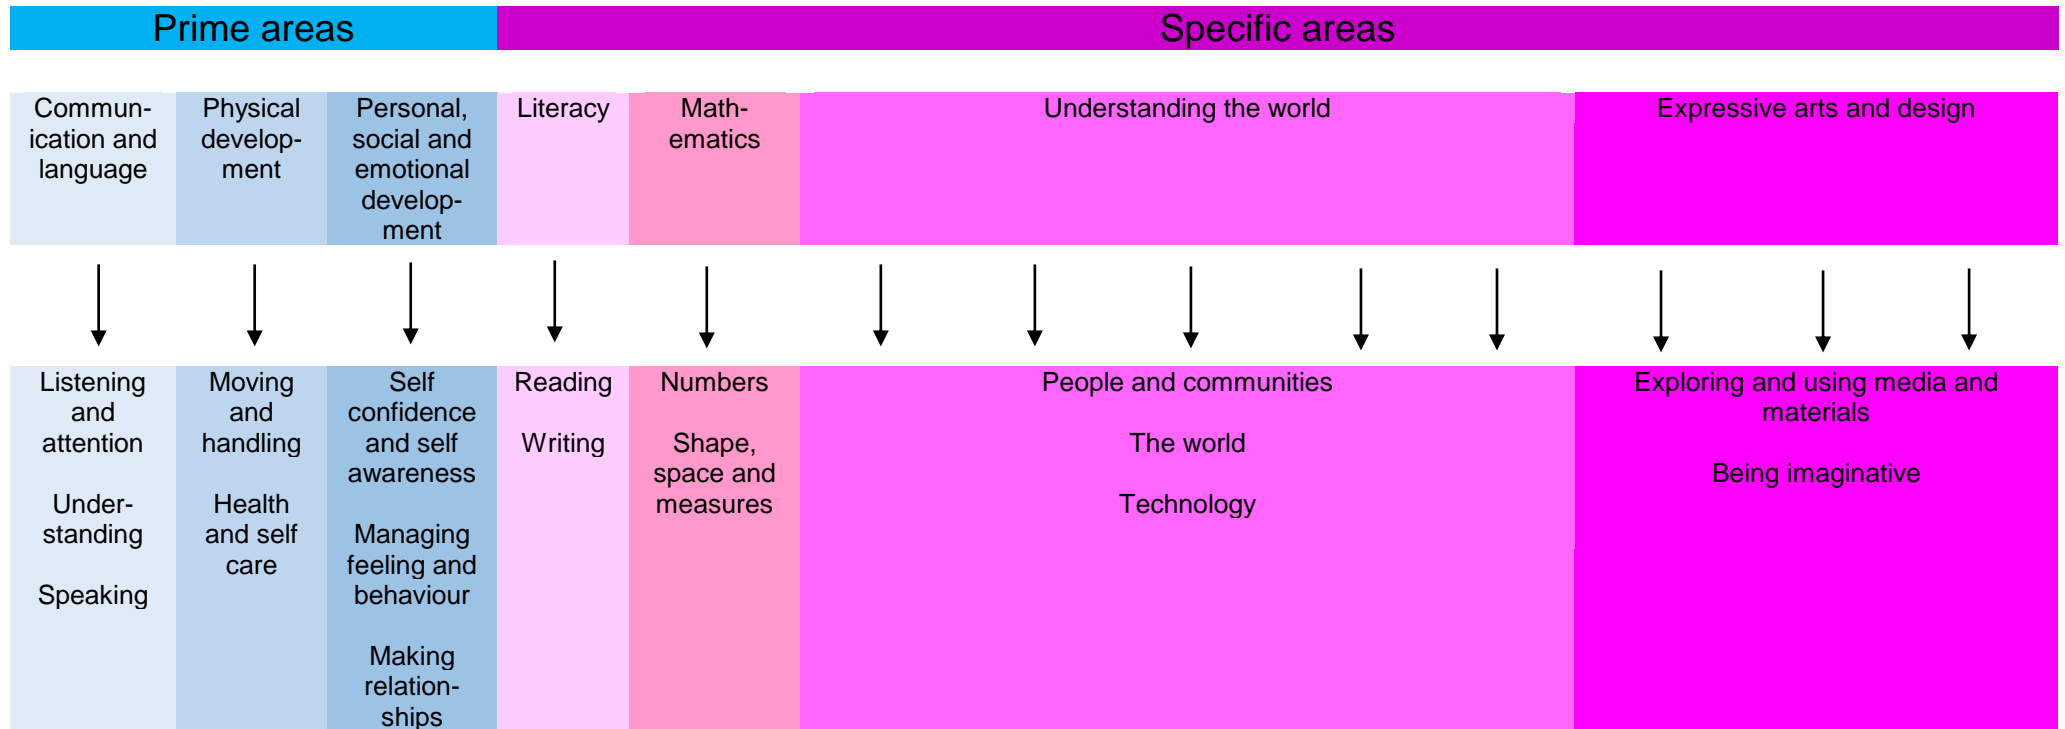 Prime areas
Specific areas
Commun-
ication and
language
Physical
develop-
ment
Personal,
social and
emotional
develop-
ment
Literacy
Math-
ematics
Understanding the world
Expressive arts and design
Listening
and
attention
Under-
standing
Speaking
Moving
and
handling
Health
and self
care
Self
confidence
and self
awareness
Managing
feeling and
behaviour
Making
relation-
ships
Reading
Writing
Numbers
Shape,
space and
measures
People and communities
The world
Technology
Exploring and using media and
materials
Being imaginative